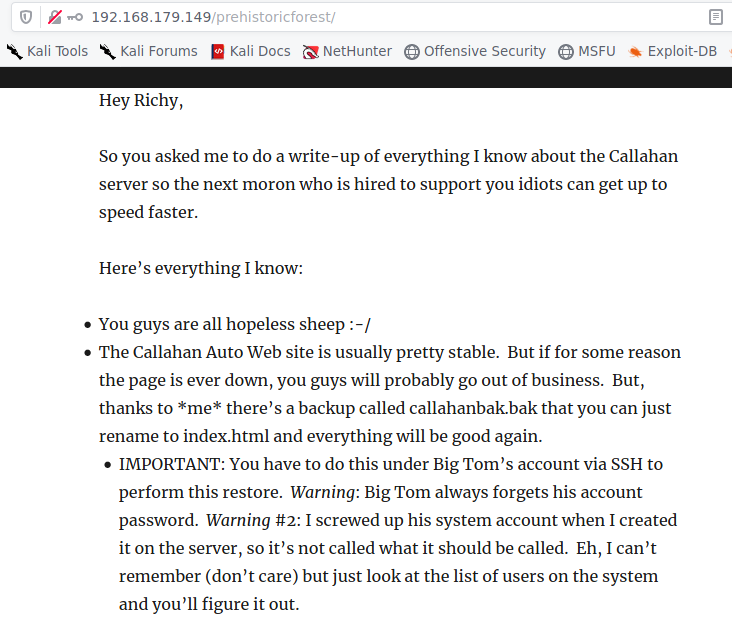 192.168.179.149/prehistoricforest/
Kali Tools Kali Forums Kali Docs NetHunter Offensive Security MSFU Exploit-DB
Hey Richy,
So you asked me to do a write-up of everything I know about the Callahan
server so the next moron who is hired to support you idiots can get up to
speed faster.
Here’s everything I know:
• You guys are all hopeless sheep :-/
• The Callahan Auto Web site is usually pretty stable.  But if for some reason
the page is ever down, you guys will probably go out of business.  But,
thanks to *me* there’s a backup called callahanbak.bak that you can just
rename to index.html and everything will be good again.
• IMPORTANT: You have to do this under Big Tom’s account via SSH to
perform this restore.  Warning: Big Tom always forgets his account
password.  Warning #2: I screwed up his system account when I created
it on the server, so it’s not called what it should be called.  Eh, I can’t
remember (don’t care) but just look at the list of users on the system
and you’ll figure it out.